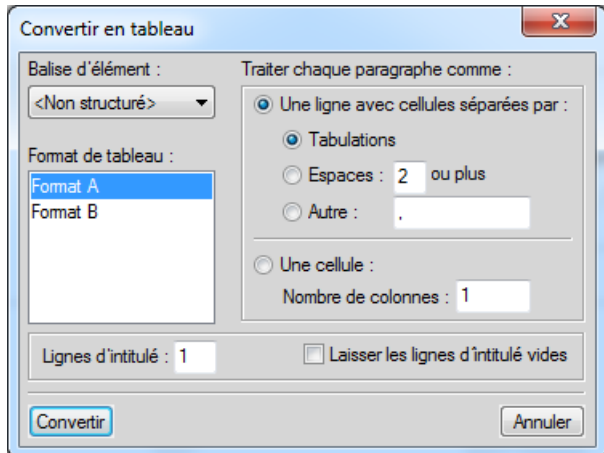 Convertir en tableau
Balise d'élément :
<Non structuré>
Format de tableau :
Format A
Format B
Traiter chaque paragraphe comme :
Une ligne avec cellules séparées par :
Tabulations
Espaces : 2 ou plus
Autre : ,
Une cellule :
Nombre de colonnes : 1
Lignes d'intitulé : 1
Laisser les lignes d'intitulé vides
Convertir
Annuler